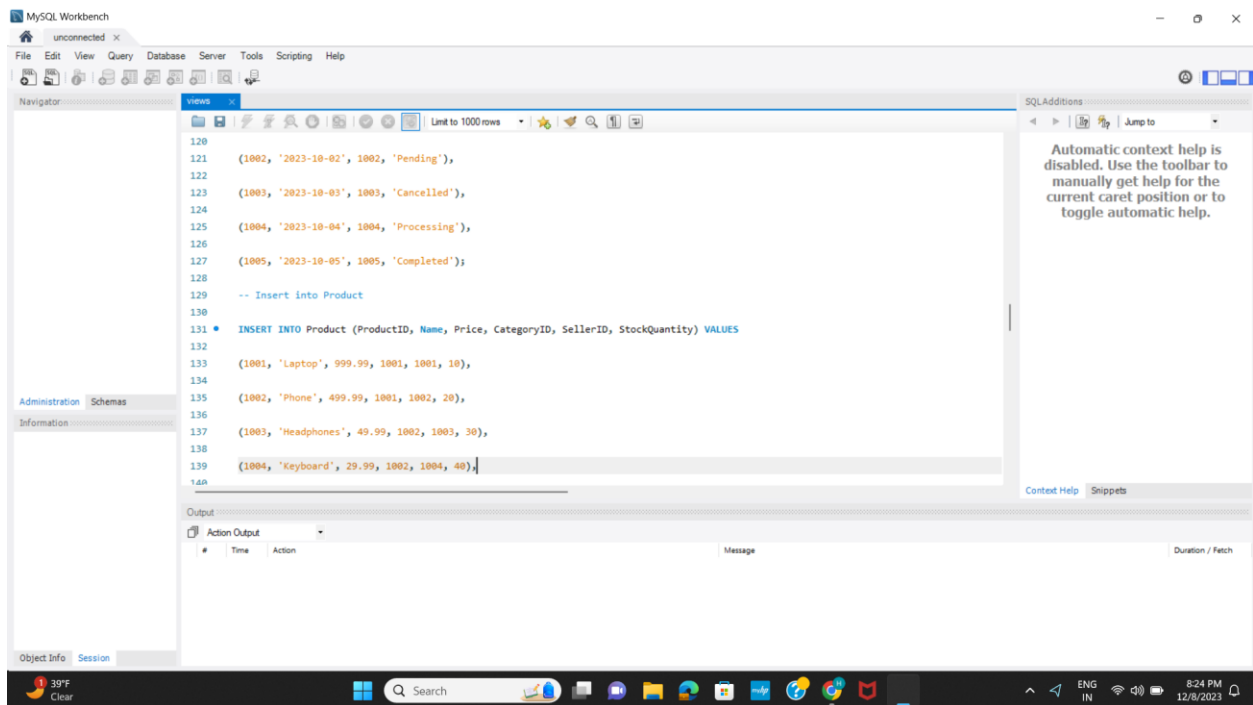 MySQL Workbench
unconnected
File Edit View Query Database Server Tools Scripting Help
Navigator
views
SQLAdditions
Limit to 1000 rows
Jump to
120
121 (1002, '2023-10-02', 1002, 'Pending'),
122
123 (1003, '2023-10-03', 1003, 'Cancelled'),
124
125 (1004, '2023-10-04', 1004, 'Processing'),
126
127 (1005, '2023-10-05', 1005, 'Completed');
128
129 -- Insert into Product
130
131 INSERT INTO Product (ProductID, Name, Price, CategoryID, SellerID, StockQuantity) VALUES
132
133 (1001, 'Laptop', 999.99, 1001, 1001, 10),
134
135 (1002, 'Phone', 499.99, 1001, 1002, 20),
136
137 (1003, 'Headphones', 49.99, 1002, 1003, 30),
138
139 (1004, 'Keyboard', 29.99, 1002, 1004, 40),
140
Automatic context help is
disabled. Use the toolbar to
manually get help for the
current caret position or to
toggle automatic help.
Administration Schemas
Information
Context Help Snippets
Output
Action Output
# Time Action Message Duration / Fetch
Object Info Session
1
39°F
Clear
Search
ENG
IN
8:24 PM
12/8/2023